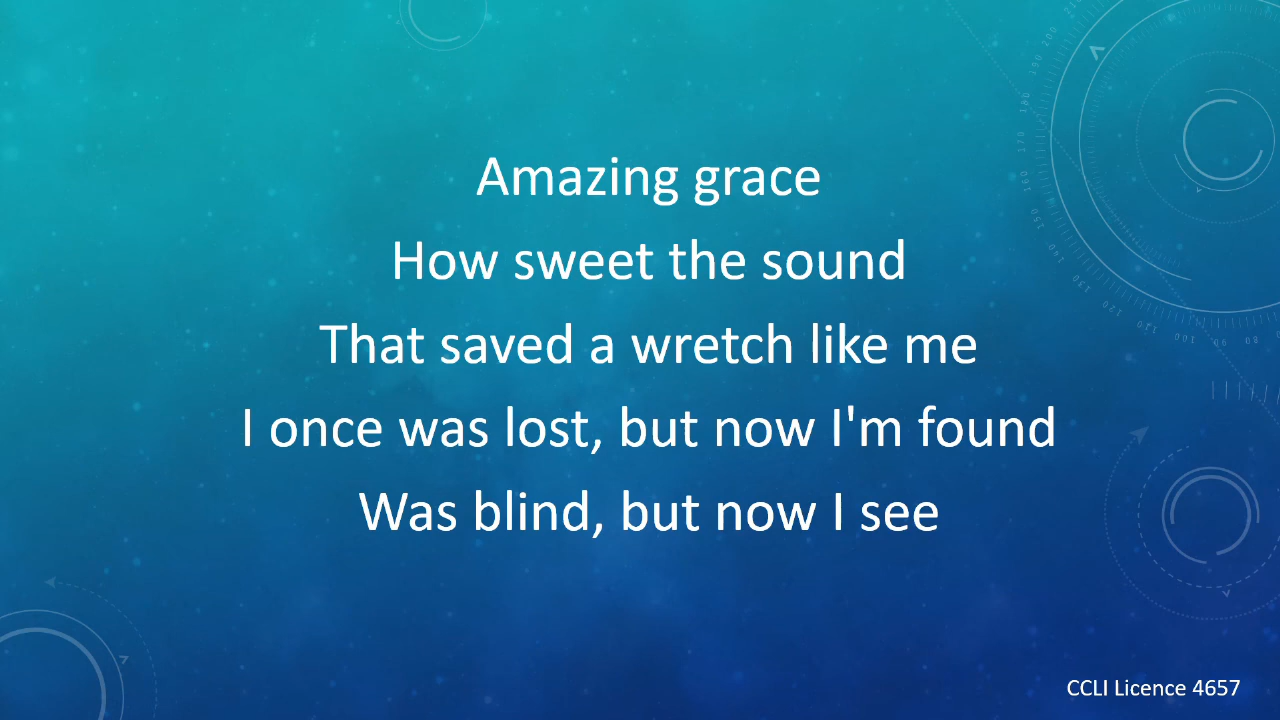 Amazing grace
How sweet the sound
That saved a wretch like me
I once was lost, but now I'm found
Was blind, but now I see
CCLI Licence 4657